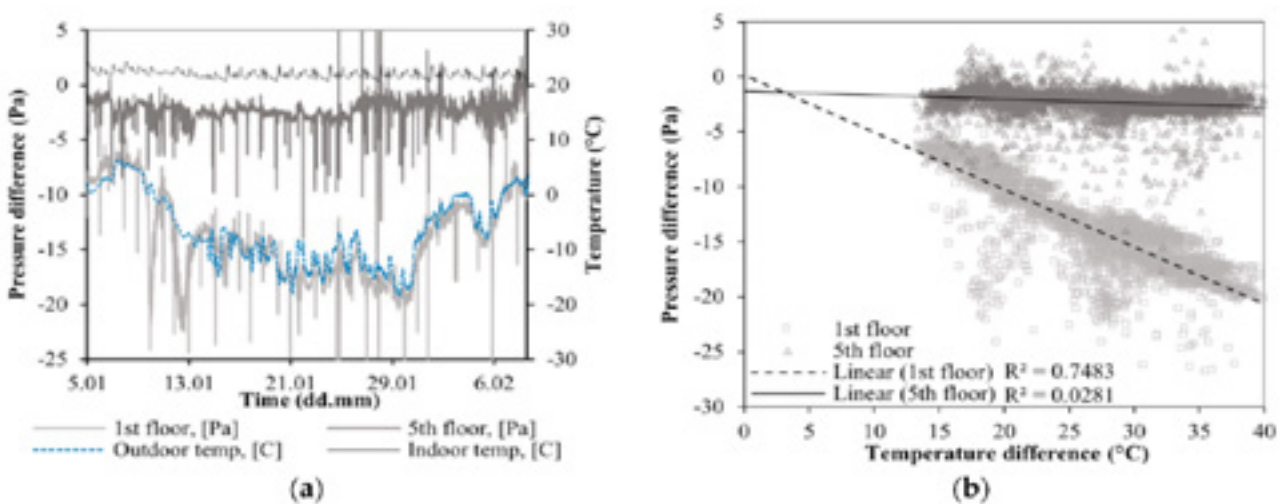 5
0
-5
-10
-15
-20
-25
Pressure difference (Pa)
30
20
10
0
-10
-20
-30
Temperature (°C)
5.01 13.01 21.01 29.01 6.02
Time (dd.mm)
1st floor, [Pa] 5th floor, [Pa]
Outdoor temp, [C] Indoor temp, [C]
(a)
5
0
-5
-10
-15
-20
-25
-30
Pressure difference (Pa)
1st floor
5th floor
Linear (1st floor) R² = 0.7483
Linear (5th floor) R² = 0.0281
0 5 10 15 20 25 30 35 40
Temperature difference (°C)
(b)